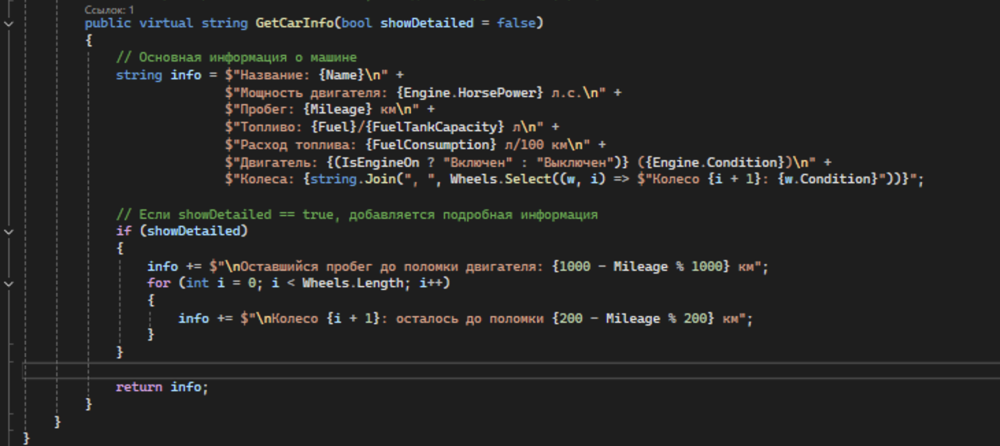 Ссылок: 1
public virtual string GetCarInfo(bool showDetailed = false)
{
// Основная информация о машине
string info = $"Название: {Name}\n" +
$"Мощность двигателя: {Engine.HorsePower} л.с.\n" +
$"Пробег: {Mileage} км\n" +
$"Топливо: {Fuel}/{FuelTankCapacity} л\n" +
$"Расход топлива: {FuelConsumption} л/100 км\n" +
$"Двигатель: {(IsEngineOn ? "Включен" : "Выключен")} ({Engine.Condition})\n" +
$"Колеса: {string.Join(", ", Wheels.Select((w, i) => $"Колесо {i + 1}: {w.Condition}"))}";
// Если showDetailed == true, добавляется подробная информация
if (showDetailed)
{
info += $"\nОставшийся пробег до поломки двигателя: {1000 - Mileage % 1000} км";
for (int i = 0; i < Wheels.Length; i++)
{
info += $"\nКолесо {i + 1}: осталось до поломки {200 - Mileage % 200} км";
}
}
return info;
}
}
}